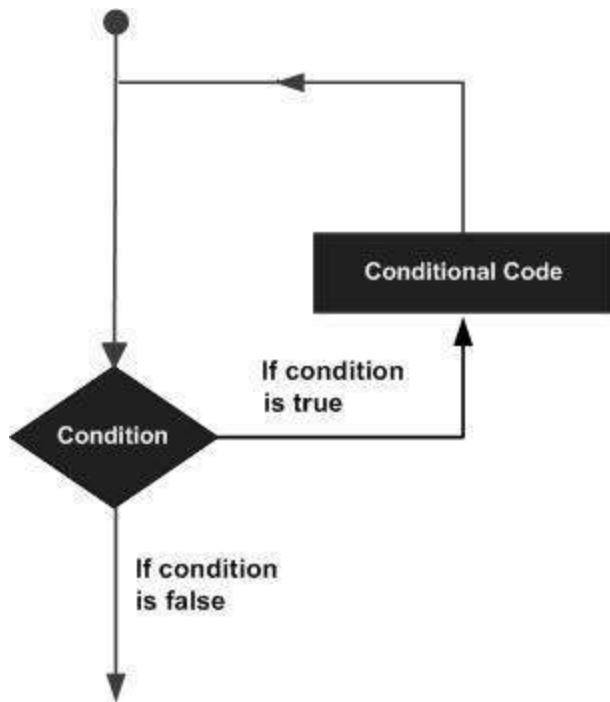 Conditional Code
If condition
is true
Condition
If condition
is false